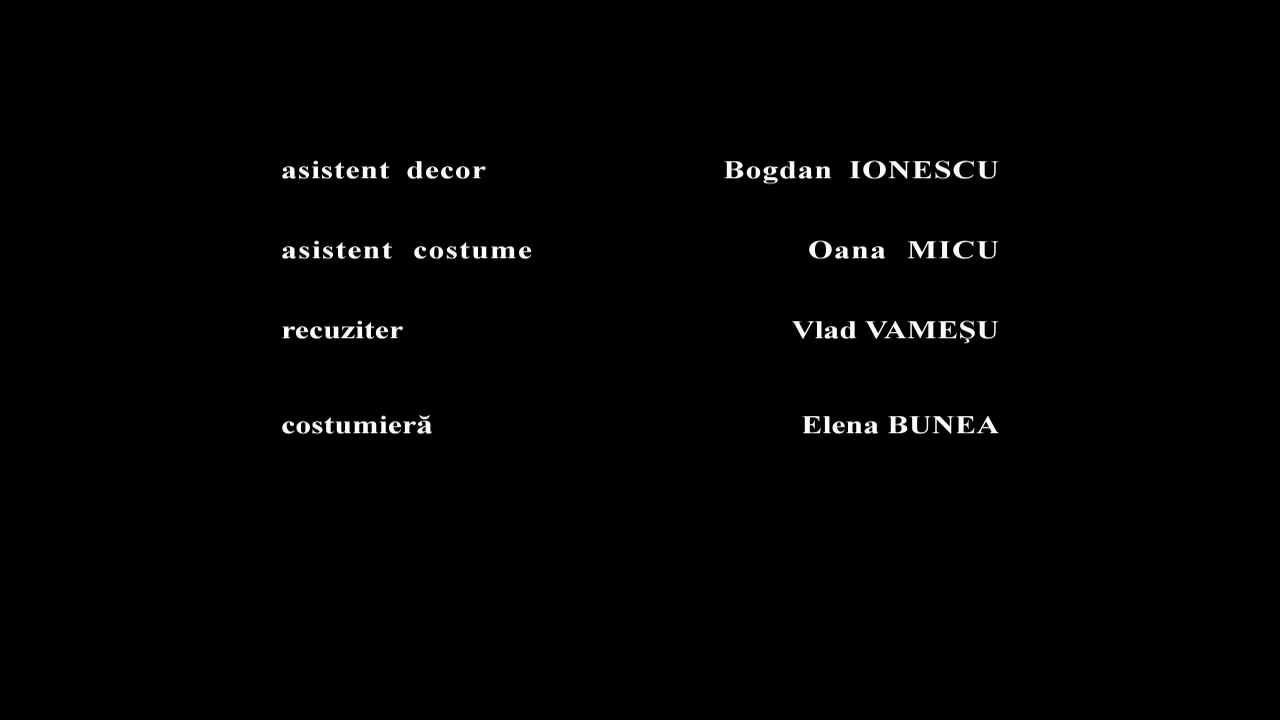 asistent decor Bogdan IONESCU
asistent costume Oana MICU
recuziter Vlad VAMEŞU
costumieră Elena BUNEA